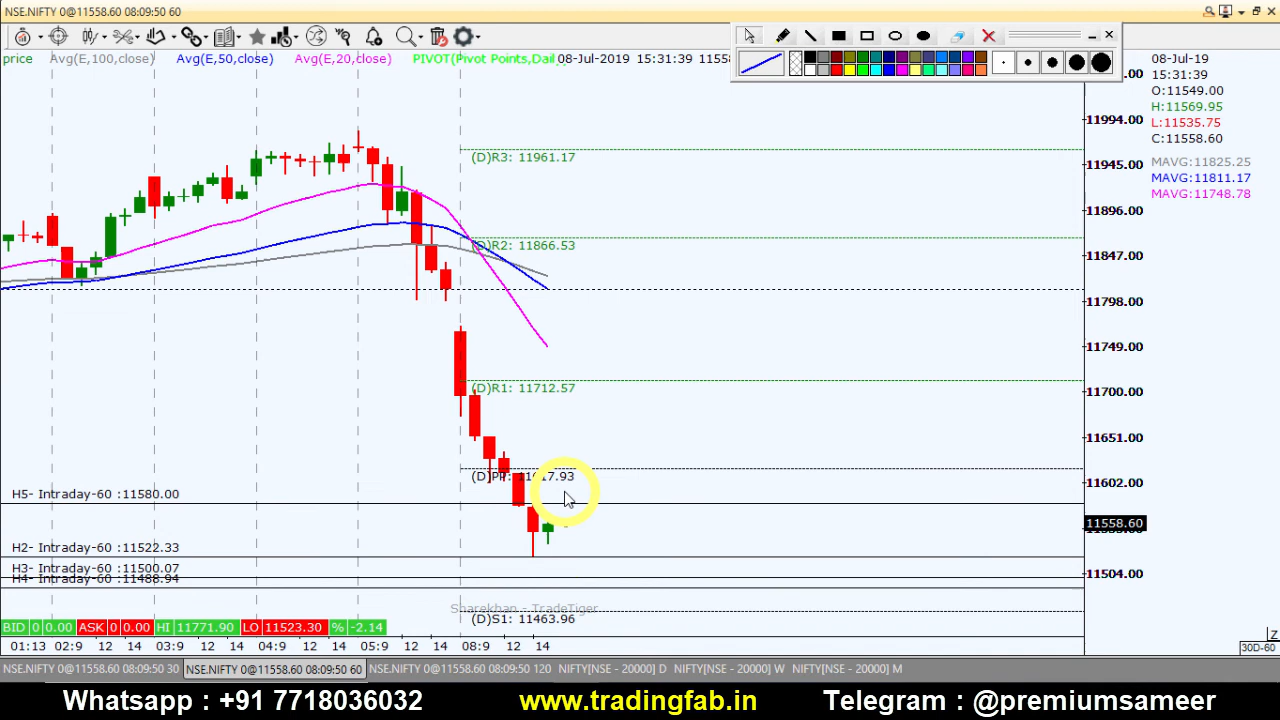 NSE.NIFTY 0@11558.60 08:09:50 60
price Avg(E,100,close) Avg(E,50,close) Avg(E,20,close) PIVOT(Pivot Points,Dail 08-Jul-2019 15:31:39
08-Jul-19
15:31:39
O:11549.00
H:11569.95
L:11535.75
C:11558.60
MAVG:11825.25
MAVG:11811.17
MAVG:11748.78
11994.00
11945.00
11896.00
11847.00
11798.00
11749.00
11700.00
11651.00
11602.00
11558.60
11504.00
(D)R3: 11961.17
(D)R2: 11866.53
(D)R1: 11712.57
H5- Intraday-60 :11580.00
H2- Intraday-60 :11522.33
H3- Intraday-60 :11500.07
H4- Intraday-60 :11488.94
Sharekhan - TradeTiger
(D)S1: 11463.96
BID 0 0.00 ASK 0 0.00 HI 11771.90 LO 11523.30 % -2.14
01:13 02:9 12 14 03:9 12 14 04:9 12 14 05:9 12 14 08:9 12 14
Z
30D-60
NSE.NIFTY 0@11558.60 08:09:50 30 NSE.NIFTY 0@11558.60 08:09:50 60 NSE.NIFTY 0@11558.60 08:09:50 120 NIFTY[NSE - 20000] D NIFTY[NSE - 20000] W NIFTY[NSE - 20000] M
Whatsapp : +91 7718036032 www.tradingfab.in Telegram : @premiumsameer